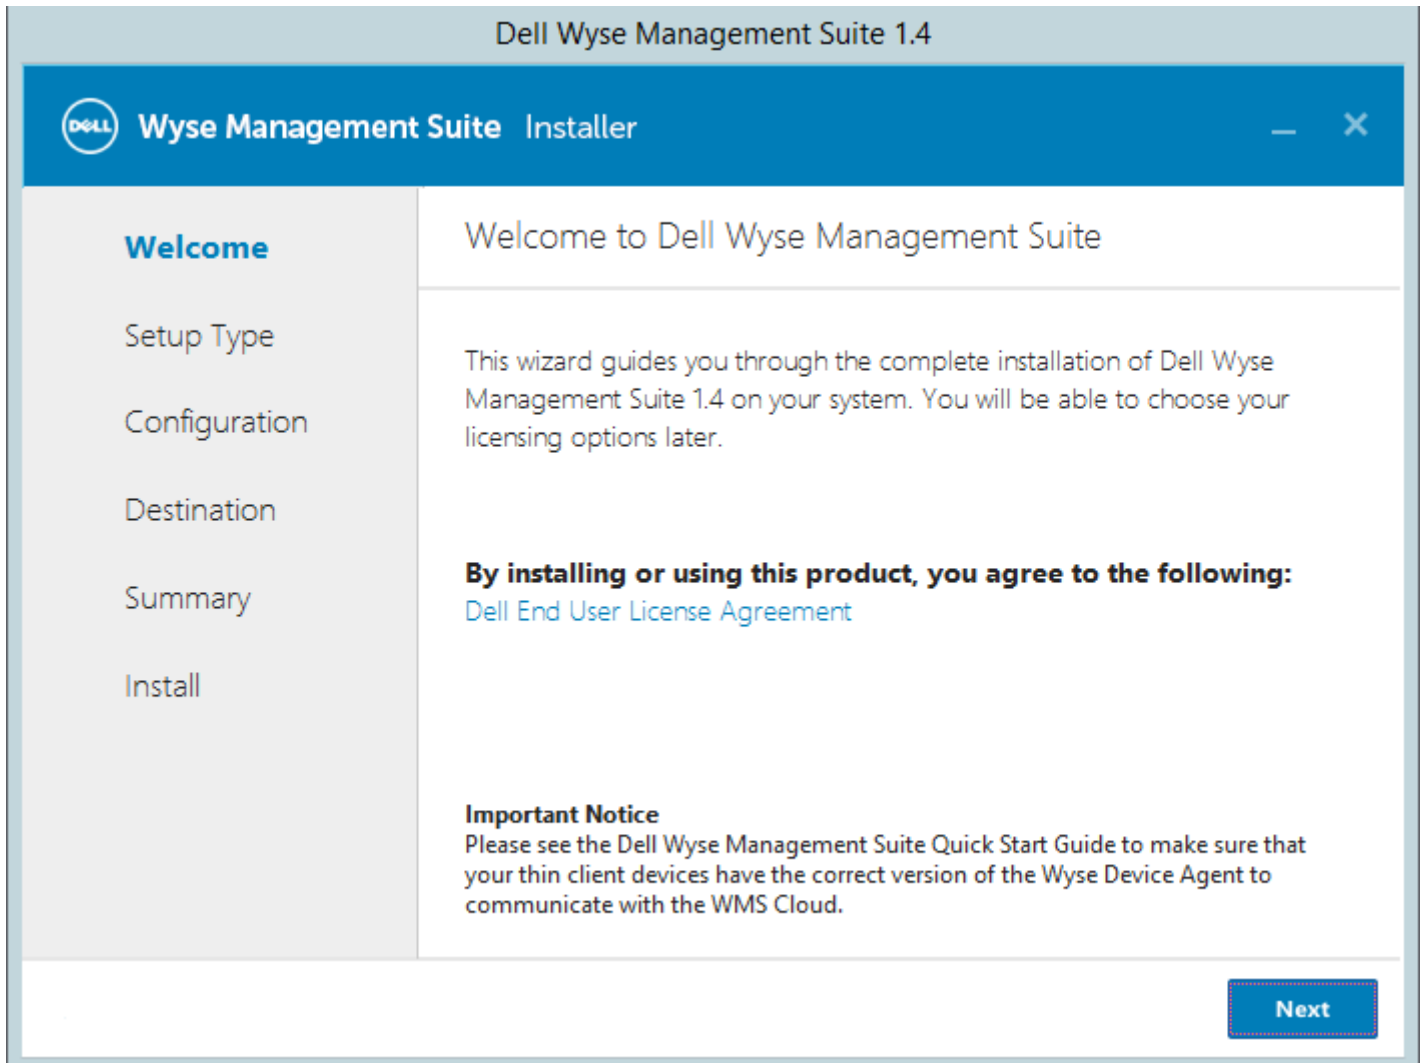 Dell Wyse Management Suite 1.4
DELL Wyse Management Suite Installer
Welcome
Setup Type
Configuration
Destination
Summary
Install
Welcome to Dell Wyse Management Suite
This wizard guides you through the complete installation of Dell Wyse
Management Suite 1.4 on your system. You will be able to choose your
licensing options later.
By installing or using this product, you agree to the following:
Dell End User License Agreement
Important Notice
Please see the Dell Wyse Management Suite Quick Start Guide to make sure that
your thin client devices have the correct version of the Wyse Device Agent to
communicate with the WMS Cloud.
Next